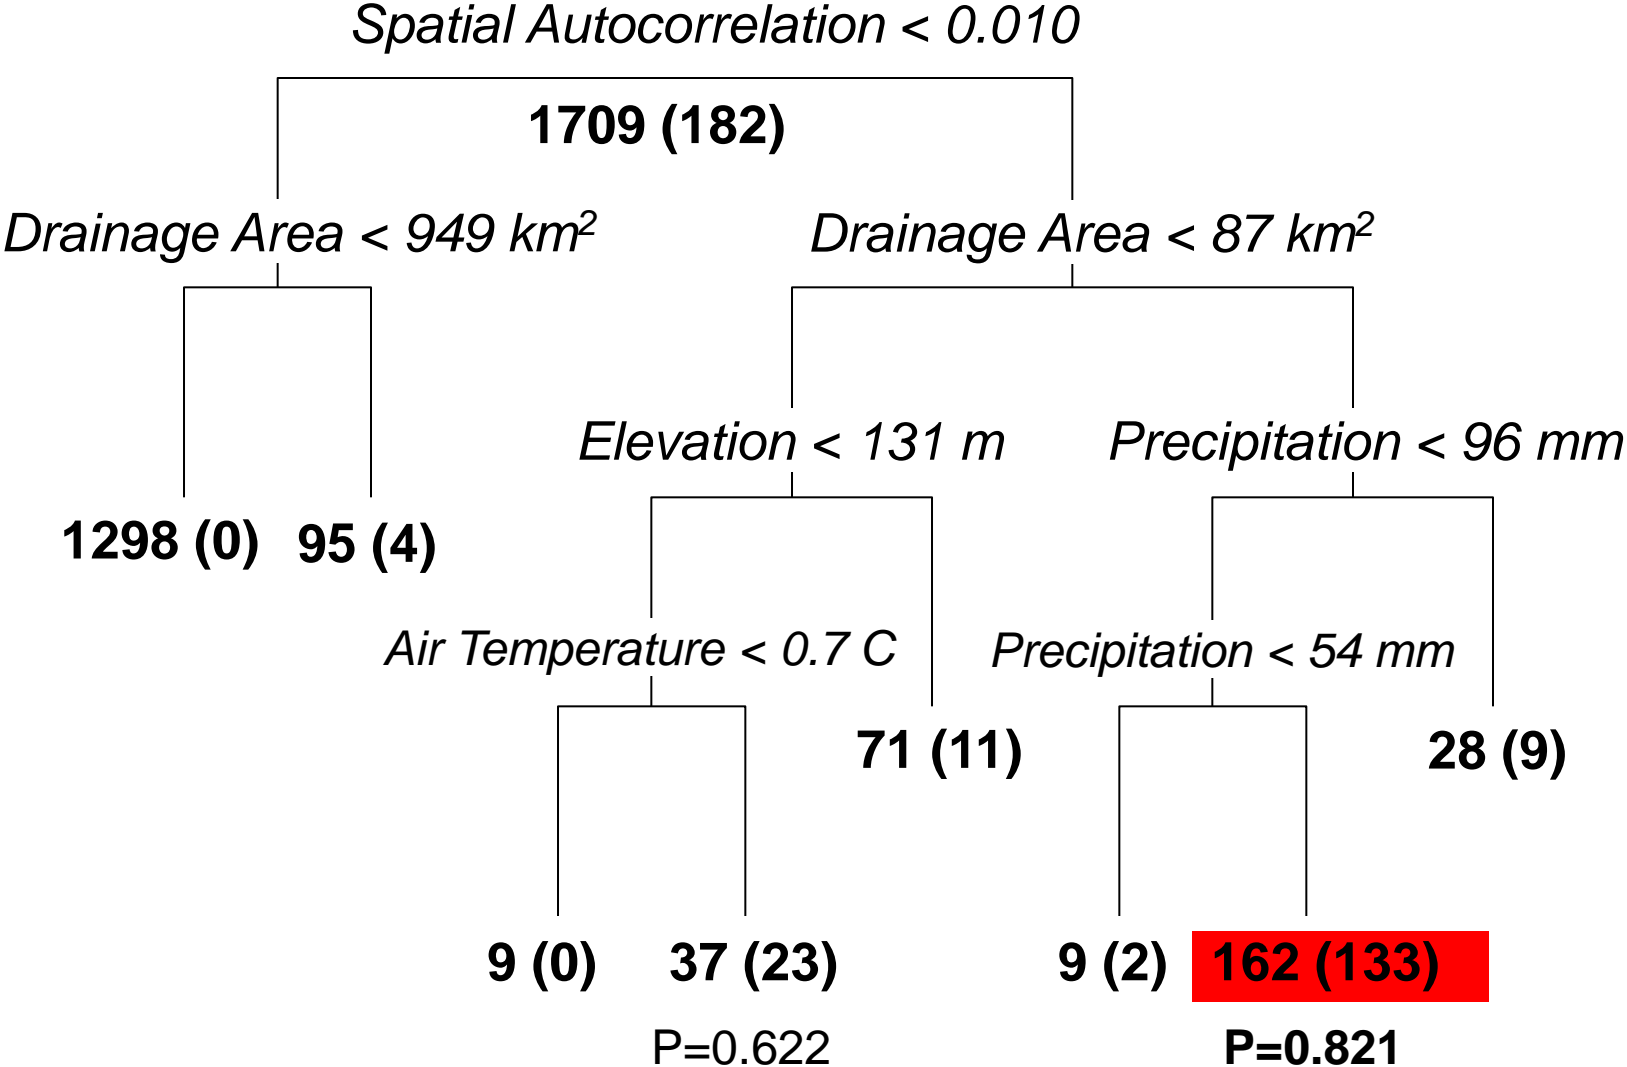 Spatial Autocorrelation < 0.010
1709 (182)
Drainage Area < 949 km²
Drainage Area < 87 km²
Elevation < 131 m
Precipitation < 96 mm
1298 (0)
95 (4)
Air Temperature < 0.7 C
Precipitation < 54 mm
71 (11)
28 (9)
9 (0)
37 (23)
9 (2)
162 (133)
P=0.622
P=0.821